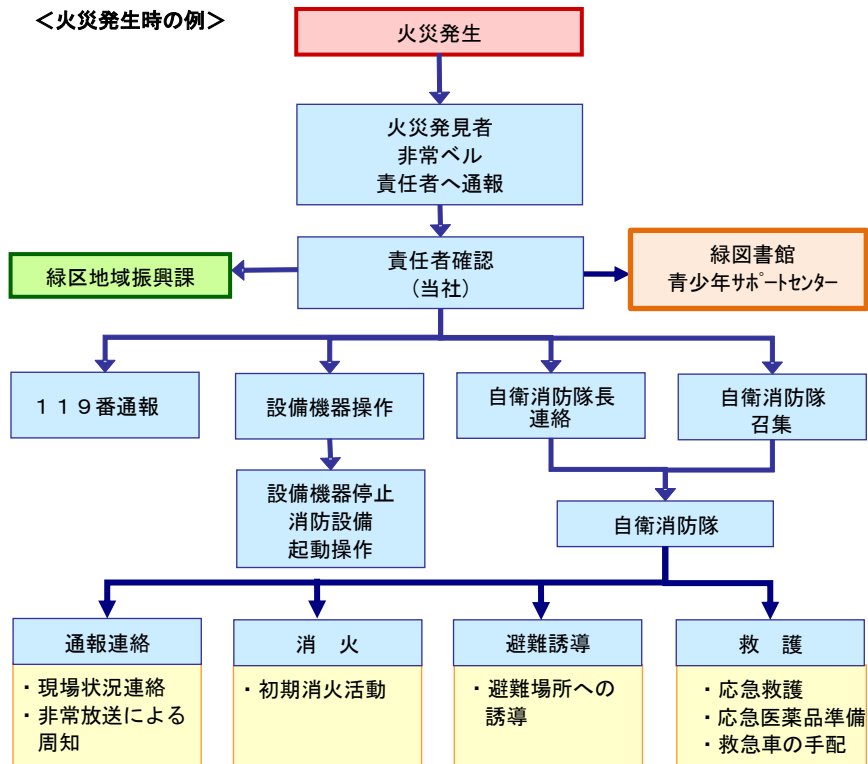 ＜火災発生時の例＞
火災発生
火災発見者
非常ベル
責任者へ通報
緑区地域振興課
責任者確認
(当社)
緑図書館
青少年ｻﾎﾟｰﾄｾﾝﾀｰ
１１９番通報
設備機器操作
自衛消防隊長
連絡
自衛消防隊
召集
設備機器停止
消防設備
起動操作
自衛消防隊
通報連絡
・現場状況連絡
・非常放送による
周知
消　火
・初期消火活動
避難誘導
・避難場所への
誘導
救　護
・応急救護
・応急医薬品準備
・救急車の手配